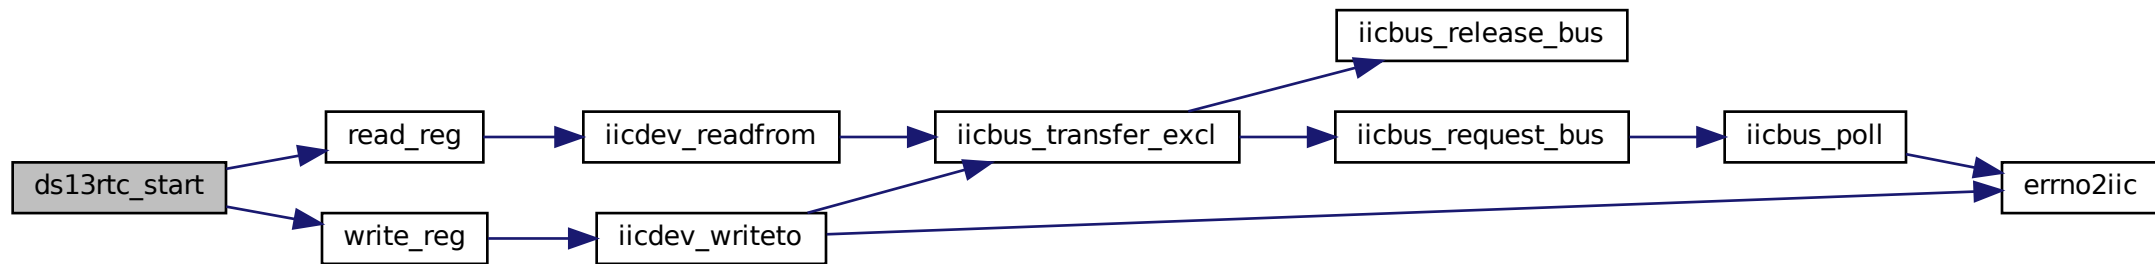 iicbus_release_bus
read_reg
iicdev_readfrom
iicbus_transfer_excl
iicbus_request_bus
iicbus_poll
ds13rtc_start
errno2iic
write_reg
iicdev_writeto